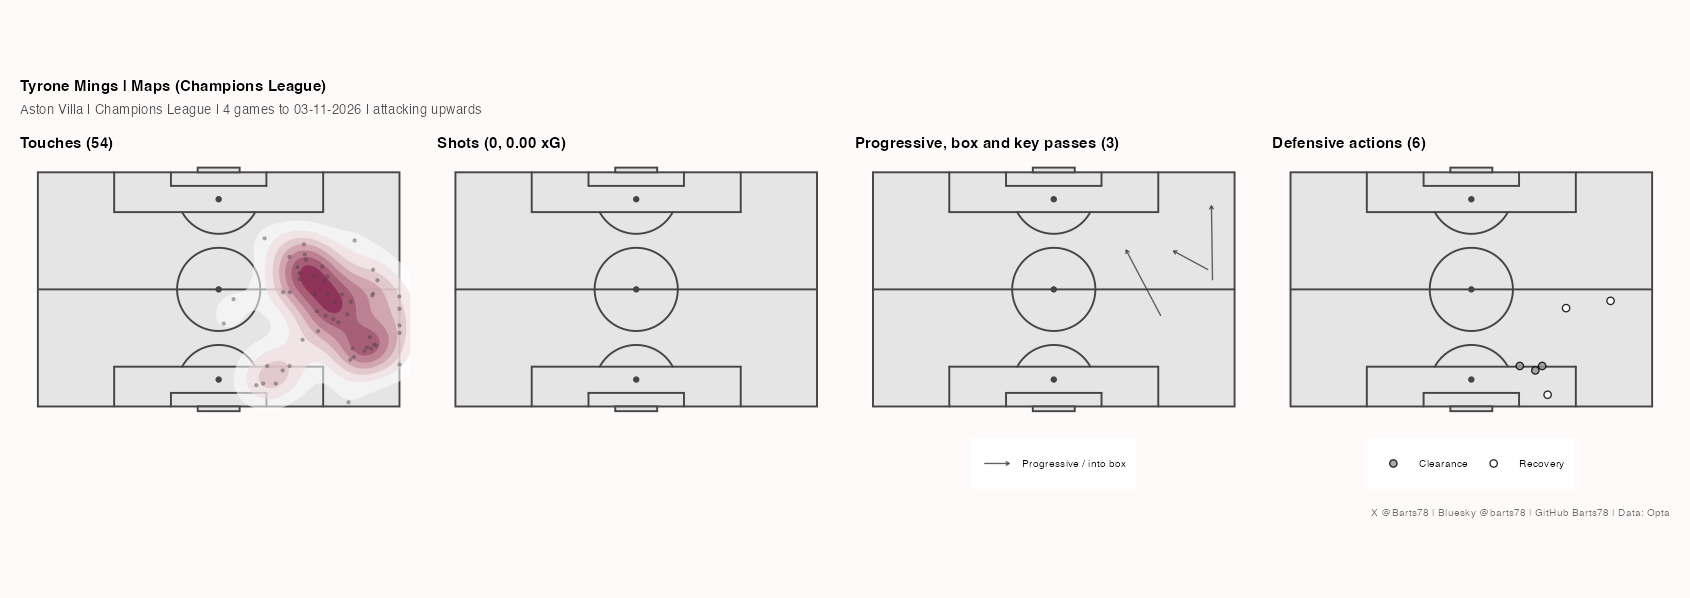 Tyrone Mings | Maps (Champions League)
Aston Villa | Champions League | 4 games to 03-11-2026 | attacking upwards
Touches (54)
Shots (0, 0.00 xG)
Progressive, box and key passes (3)
Defensive actions (6)
Progressive / into box
Clearance
Recovery
X @Barts78 | Bluesky @barts78 | GitHub Barts78 | Data: Opta